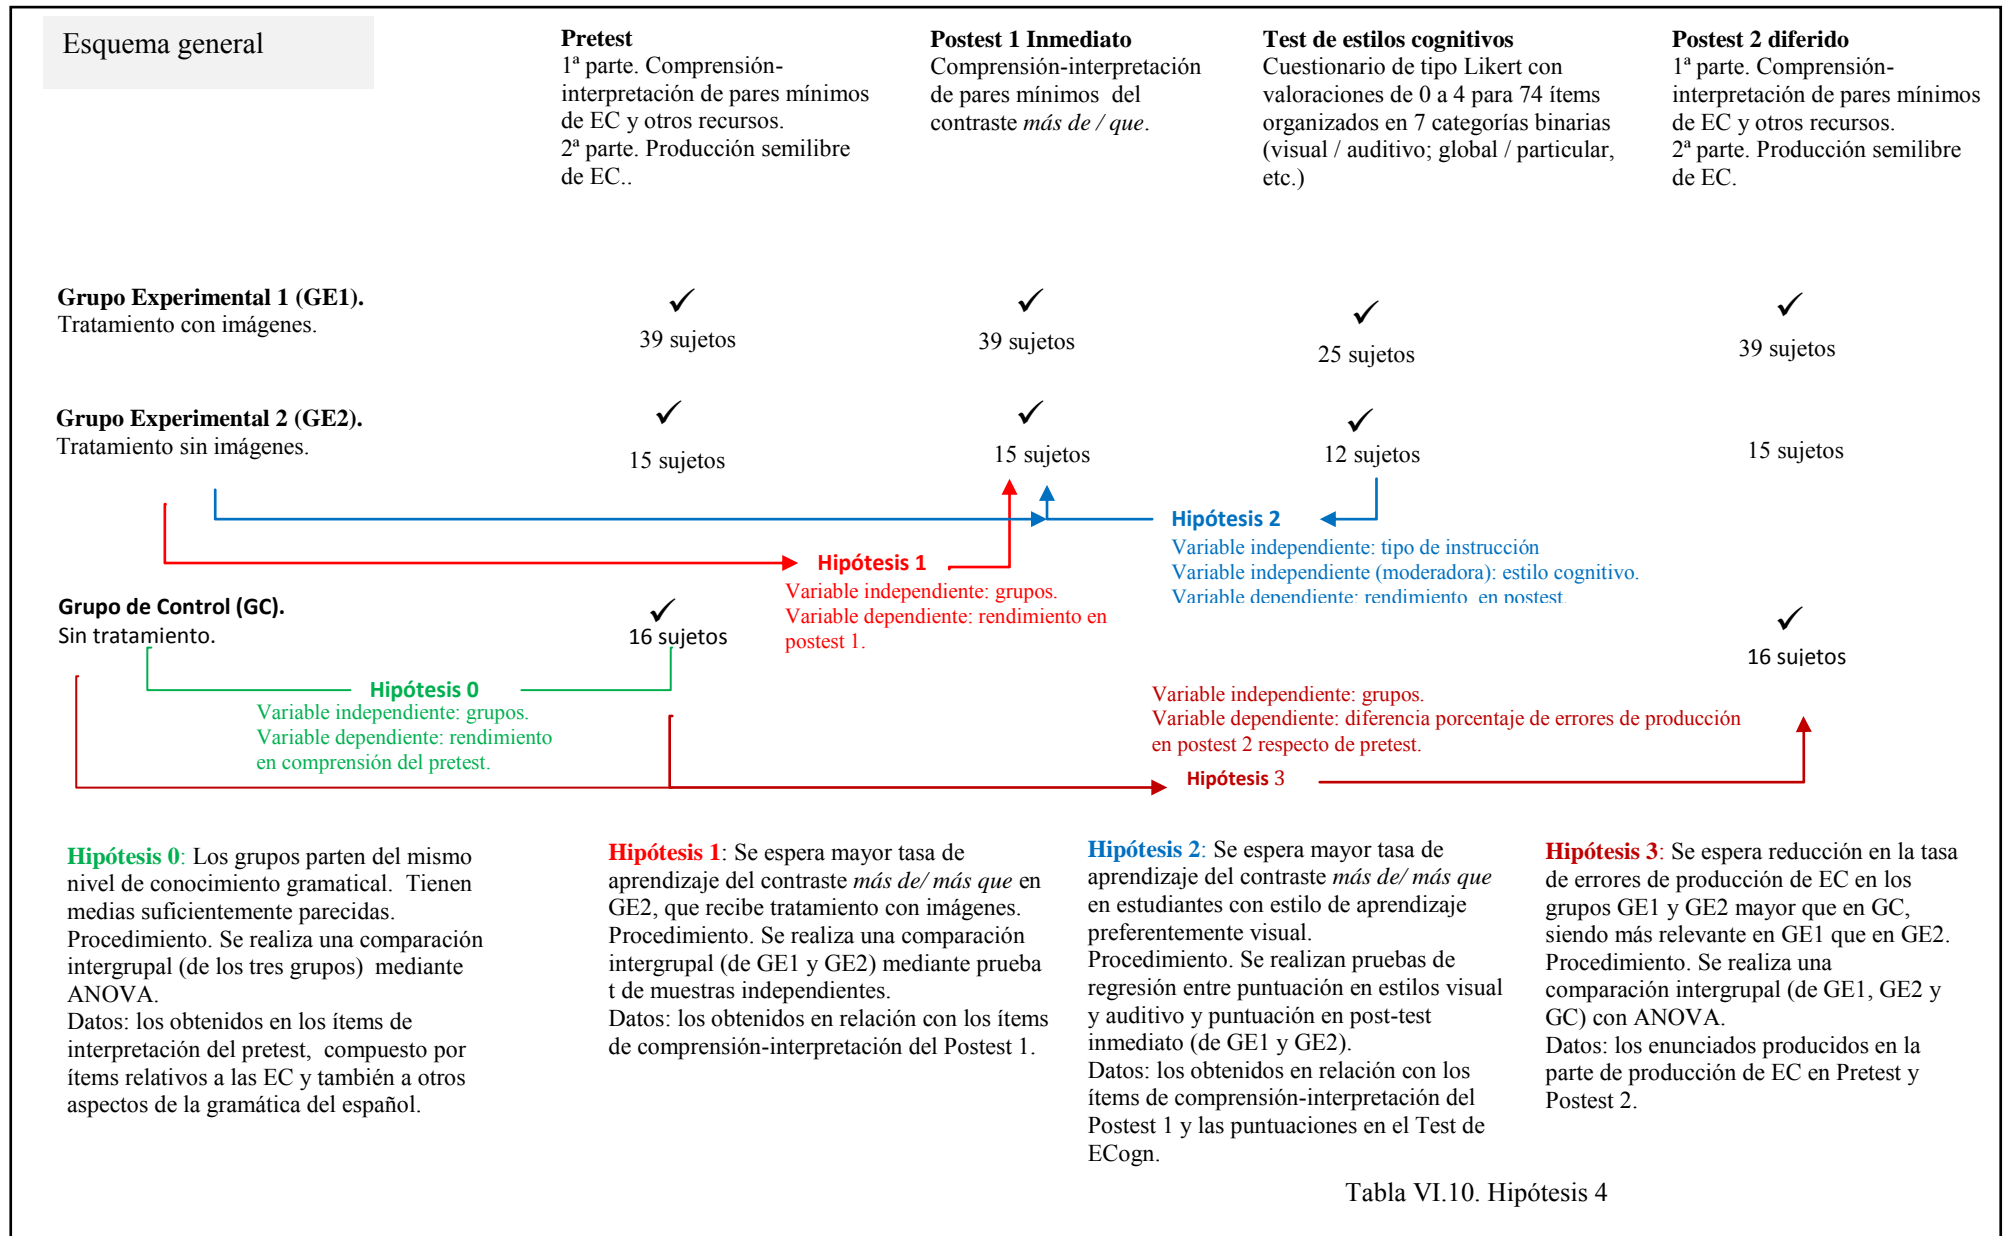 Esquema general
Pretest
1ª parte. Comprensión-
interpretación de pares mínimos
de EC y otros recursos.
2ª parte. Producción semilibre
de EC..
Postest 1 Inmediato
Comprensión-interpretación
de pares mínimos del
contraste más de / que.
Test de estilos cognitivos
Cuestionario de tipo Likert con
valoraciones de 0 a 4 para 74 ítems
organizados en 7 categorías binarias
(visual / auditivo; global / particular,
etc.)
Postest 2 diferido
1ª parte. Comprensión-
interpretación de pares mínimos
de EC y otros recursos.
2ª parte. Producción semilibre
de EC.
Grupo Experimental 1 (GE1).
Tratamiento con imágenes.
✓
39 sujetos
✓
39 sujetos
✓
25 sujetos
✓
39 sujetos
Grupo Experimental 2 (GE2).
Tratamiento sin imágenes.
✓
15 sujetos
✓
15 sujetos
✓
12 sujetos
15 sujetos
Hipótesis 2
Variable independiente: tipo de instrucción
Variable independiente (moderadora): estilo cognitivo.
Variable dependiente: rendimiento en postest.
Hipótesis 1
Variable independiente: grupos.
Variable dependiente: rendimiento en
postest 1.
Grupo de Control (GC).
Sin tratamiento.
✓
16 sujetos
✓
16 sujetos
Hipótesis 0
Variable independiente: grupos.
Variable dependiente: rendimiento
en comprensión del pretest.
Variable independiente: grupos.
Variable dependiente: diferencia porcentaje de errores de producción
en postest 2 respecto de pretest.
Hipótesis 3
Hipótesis 0: Los grupos parten del mismo
nivel de conocimiento gramatical. Tienen
medias suficientemente parecidas.
Procedimiento. Se realiza una comparación
intergrupal (de los tres grupos) mediante
ANOVA.
Datos: los obtenidos en los ítems de
interpretación del pretest, compuesto por
ítems relativos a las EC y también a otros
aspectos de la gramática del español.
Hipótesis 1: Se espera mayor tasa de
aprendizaje del contraste más de/ más que en
GE2, que recibe tratamiento con imágenes.
Procedimiento. Se realiza una comparación
intergrupal (de GE1 y GE2) mediante prueba
t de muestras independientes.
Datos: los obtenidos en relación con los ítems
de comprensión-interpretación del Postest 1.
Hipótesis 2: Se espera mayor tasa de
aprendizaje del contraste más de/ más que
en estudiantes con estilo de aprendizaje
preferentemente visual.
Procedimiento. Se realizan pruebas de
regresión entre puntuación en estilos visual
y auditivo y puntuación en post-test
inmediato (de GE1 y GE2).
Datos: los obtenidos en relación con los
ítems de comprensión-interpretación del
Postest 1 y las puntuaciones en el Test de
ECogn.
Hipótesis 3: Se espera reducción en la tasa
de errores de producción de EC en los
grupos GE1 y GE2 mayor que en GC,
siendo más relevante en GE1 que en GE2.
Procedimiento. Se realiza una
comparación intergrupal (de GE1, GE2 y
GC) con ANOVA.
Datos: los enunciados producidos en la
parte de producción de EC en Pretest y
Postest 2.
Tabla VI.10. Hipótesis 4